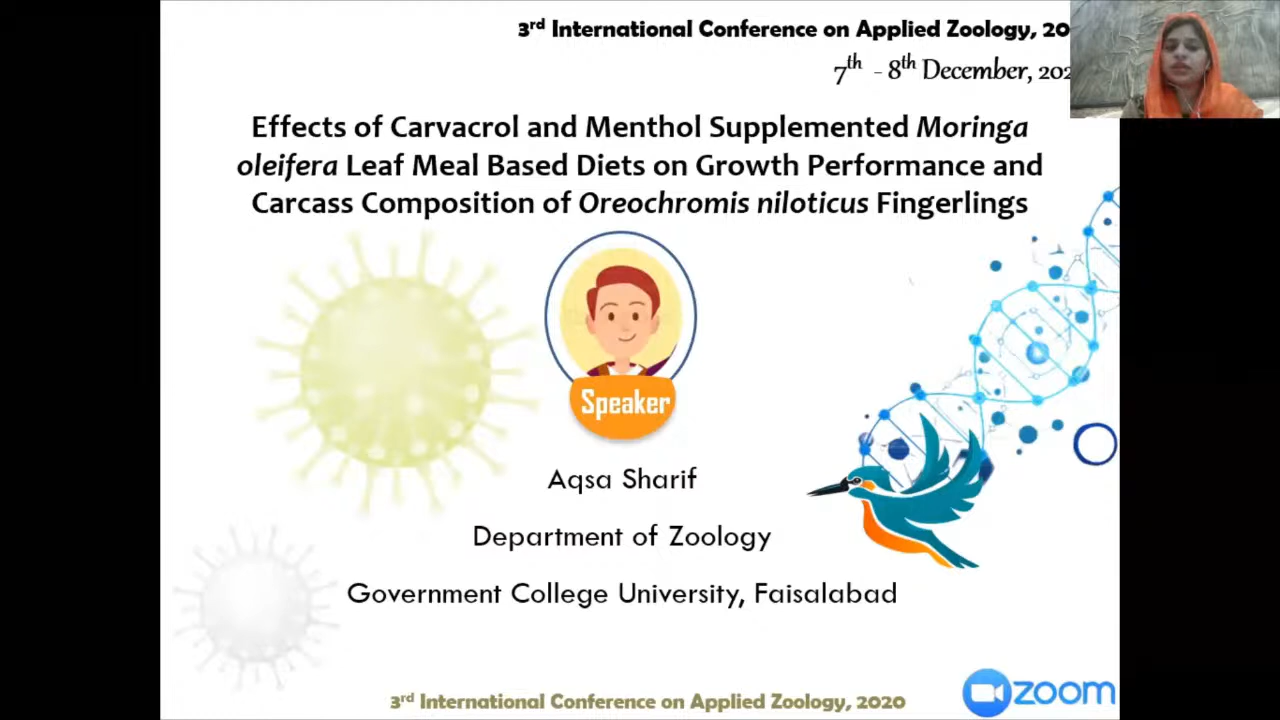 3rd International Conference on Applied Zoology, 20
7th - 8th December, 202
Effects of Carvacrol and Menthol Supplemented Moringa
oleifera Leaf Meal Based Diets on Growth Performance and
Carcass Composition of Oreochromis niloticus Fingerlings
Speaker
Aqsa Sharif
Department of Zoology
Government College University, Faisalabad
3rd International Conference on Applied Zoology, 2020
zoom